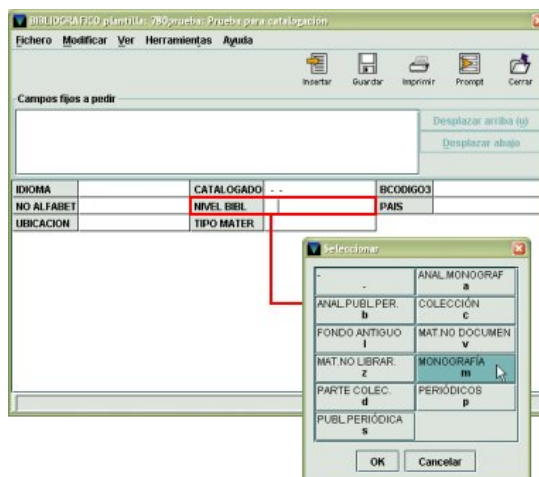 BIBLIOGRAFICO plantilla: 780prueba: Prueba para catalogación
Fichero Modificar Ver Herramientas Ayuda
Insertar Guardar Imprimir Prompt Cerrar
Campos fijos a pedir
Desplazar arriba (u)
Desplazar abajo
IDIOMA CATALOGADO - - BCODIGO3
NO ALFABET NIVEL BIBL PAIS
UBICACION TIPO MATER
Seleccionar
- ANAL.MONOGRAF
. a
ANAL.PUBL.PER. COLECCIÓN
b c
FONDO ANTIGUO MAT.NO DOCUMEN
l v
MAT.NO LIBRAR. MONOGRAFÍA
z m
PARTE COLEC. PERIÓDICOS
d p
PUBL.PERIÓDICA
s
OK Cancelar